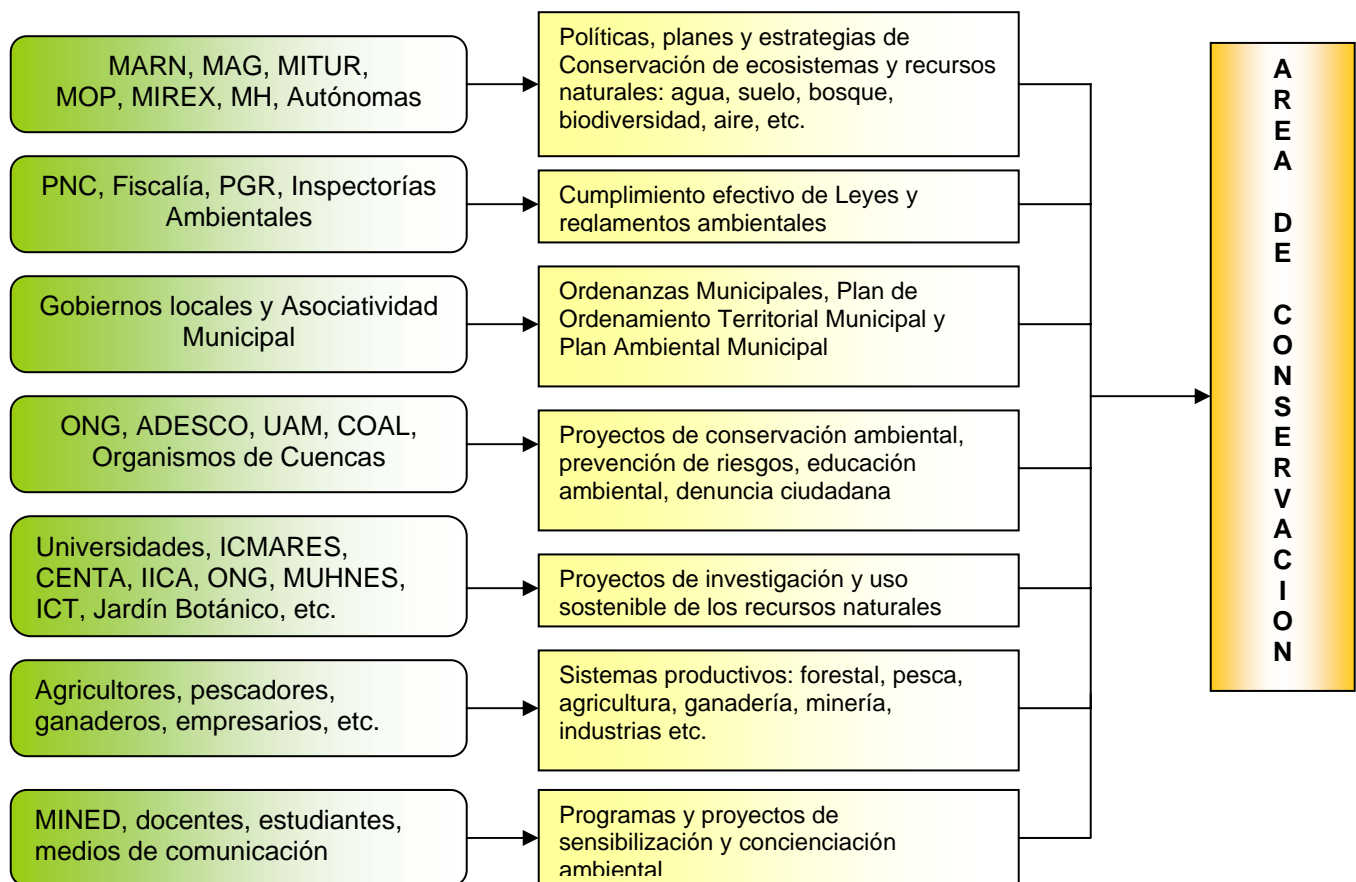 MARN, MAG, MITUR,
MOP, MIREX, MH, Autónomas
Políticas, planes y estrategias de
Conservación de ecosistemas y recursos
naturales: agua, suelo, bosque,
biodiversidad, aire, etc.
PNC, Fiscalía, PGR, Inspectorías
Ambientales
Cumplimiento efectivo de Leyes y
reglamentos ambientales
Gobiernos locales y Asociatividad
Municipal
Ordenanzas Municipales, Plan de
Ordenamiento Territorial Municipal y
Plan Ambiental Municipal
ONG, ADESCO, UAM, COAL,
Organismos de Cuencas
Proyectos de conservación ambiental,
prevención de riesgos, educación
ambiental, denuncia ciudadana
Universidades, ICMARES,
CENTA, IICA, ONG, MUHNES,
ICT, Jardín Botánico, etc.
Proyectos de investigación y uso
sostenible de los recursos naturales
Agricultores, pescadores,
ganaderos, empresarios, etc.
Sistemas productivos: forestal, pesca,
agricultura, ganadería, minería,
industrias etc.
MINED, docentes, estudiantes,
medios de comunicación
Programas y proyectos de
sensibilización y concienciación
ambiental
AREA DE CONSERVACION